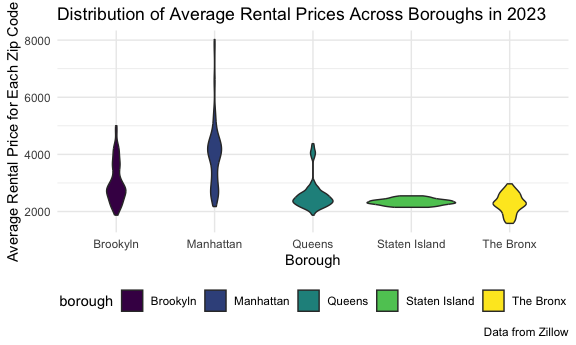 Distribution of Average Rental Prices Across Boroughs in 2023
Average Rental Price for Each Zip Code
8000
6000
4000
2000
Brookyln
Manhattan
Queens
Staten Island
The Bronx
Borough
borough
Brookyln
Manhattan
Queens
Staten Island
The Bronx
Data from Zillow